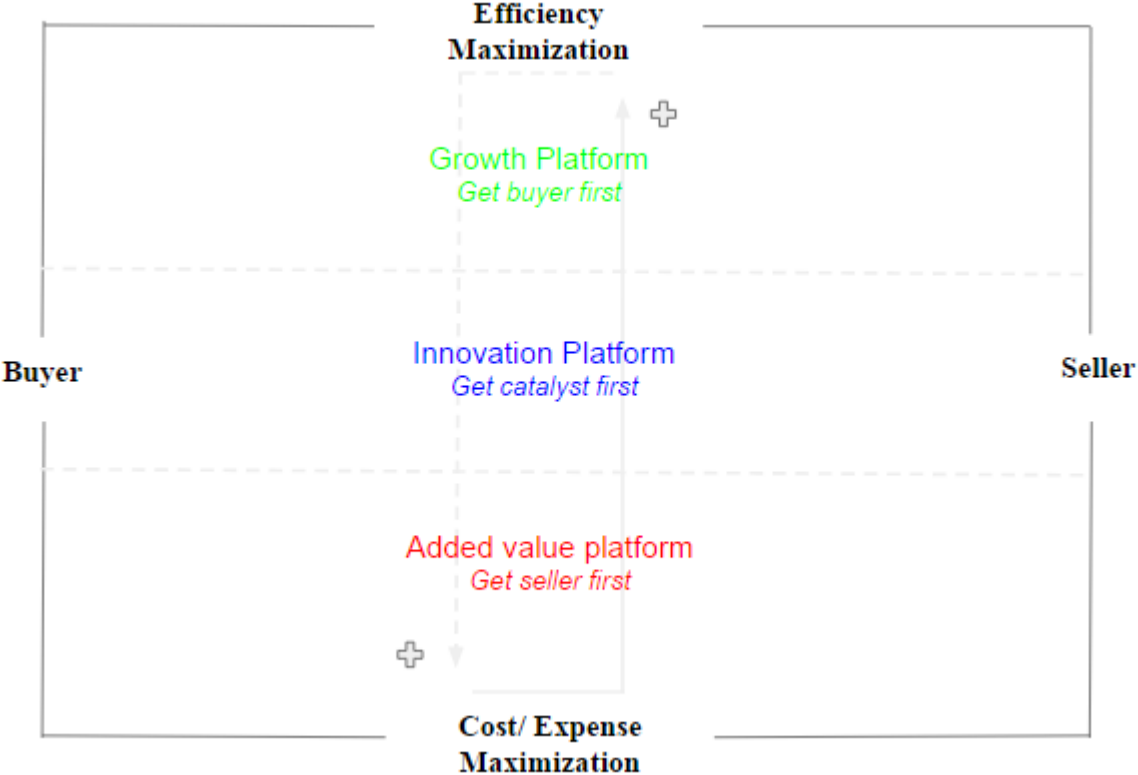 Efficiency
Maximization
Growth Platform
Get buyer first
Innovation Platform
Get catalyst first
Buyer
Seller
Added value platform
Get seller first
Cost/ Expense
Maximization